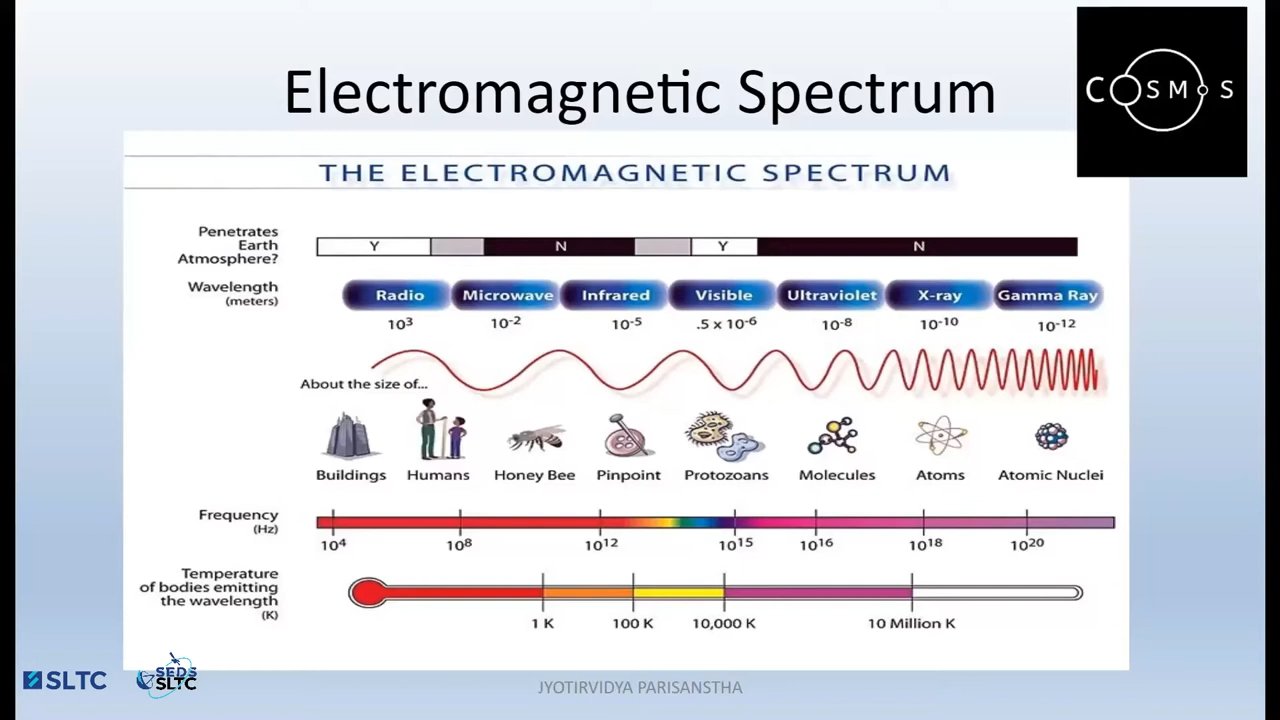 Electromagnetic Spectrum
COSMOS
THE ELECTROMAGNETIC SPECTRUM
Penetrates
Earth
Atmosphere?
Y N Y N
Wavelength
(meters)
Radio Microwave Infrared Visible Ultraviolet X-ray Gamma Ray
10³ 10⁻² 10⁻⁵ .5 x 10⁻⁶ 10⁻⁸ 10⁻¹⁰ 10⁻¹²
About the size of...
Buildings Humans Honey Bee Pinpoint Protozoans Molecules Atoms Atomic Nuclei
Frequency
(Hz)
10⁴ 10⁸ 10¹² 10¹⁵ 10¹⁶ 10¹⁸ 10²⁰
Temperature
of bodies emitting
the wavelength
(K)
1 K 100 K 10,000 K 10 Million K
SLTC
SEDS
SLTC
JYOTIRVIDYA PARISANSTHA